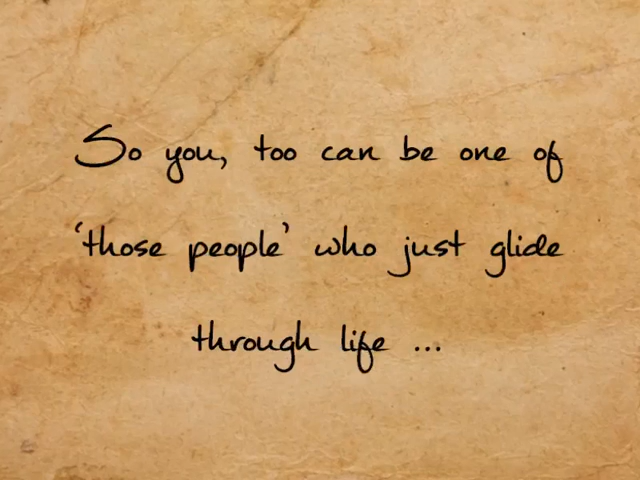 So you, too can be one of
‘those people’ who just glide
through life ...